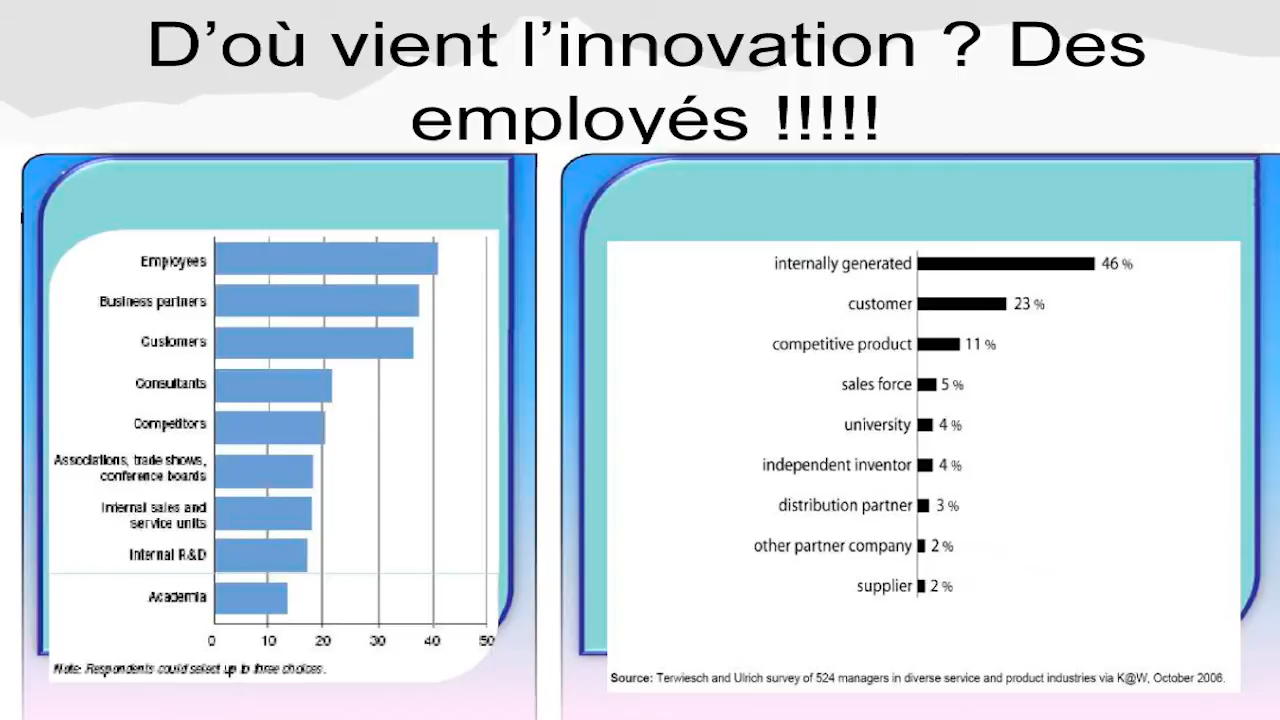 D’où vient l’innovation ? Des
employés !!!!!
Employees
Business partners
Customers
Consultants
Competitors
Associations, trade shows,
conference boards
Internal sales and
service units
Internal R&D
Academia
0 10 20 30 40 50
Note: Respondents could select up to three choices.
internally generated 46 %
customer 23 %
competitive product 11 %
sales force 5 %
university 4 %
independent inventor 4 %
distribution partner 3 %
other partner company 2 %
supplier 2 %
Source: Terwiesch and Ulrich survey of 524 managers in diverse service and product industries via K@W, October 2006.